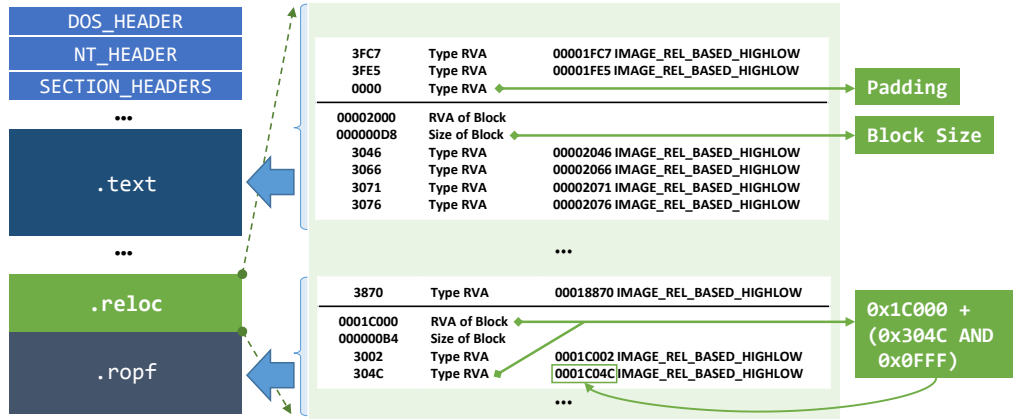 DOS_HEADER
NT_HEADER
SECTION_HEADERS
...
.text
...
.reloc
.ropf
3FC7 Type RVA 00001FC7 IMAGE_REL_BASED_HIGHLOW
3FE5 Type RVA 00001FE5 IMAGE_REL_BASED_HIGHLOW
0000 Type RVA
00002000 RVA of Block
000000D8 Size of Block
3046 Type RVA 00002046 IMAGE_REL_BASED_HIGHLOW
3066 Type RVA 00002066 IMAGE_REL_BASED_HIGHLOW
3071 Type RVA 00002071 IMAGE_REL_BASED_HIGHLOW
3076 Type RVA 00002076 IMAGE_REL_BASED_HIGHLOW
...
3870 Type RVA 00018870 IMAGE_REL_BASED_HIGHLOW
0001C000 RVA of Block
000000B4 Size of Block
3002 Type RVA 0001C002 IMAGE_REL_BASED_HIGHLOW
304C Type RVA 0001C04C IMAGE_REL_BASED_HIGHLOW
...
Padding
Block Size
0x1C000 +
(0x304C AND
0x0FFF)